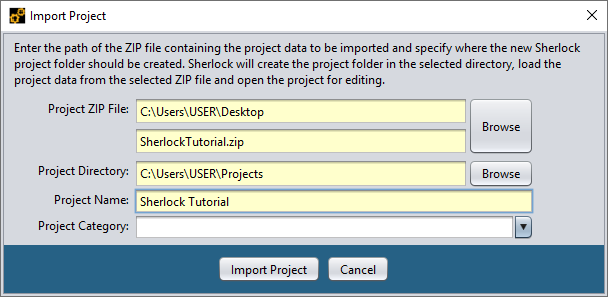 Import Project
Enter the path of the ZIP file containing the project data to be imported and specify where the new Sherlock
project folder should be created. Sherlock will create the project folder in the selected directory, load the
project data from the selected ZIP file and open the project for editing.
Project ZIP File: C:\Users\USER\Desktop
Browse
SherlockTutorial.zip
Project Directory: C:\Users\USER\Projects Browse
Project Name: Sherlock Tutorial
Project Category:
Import Project Cancel